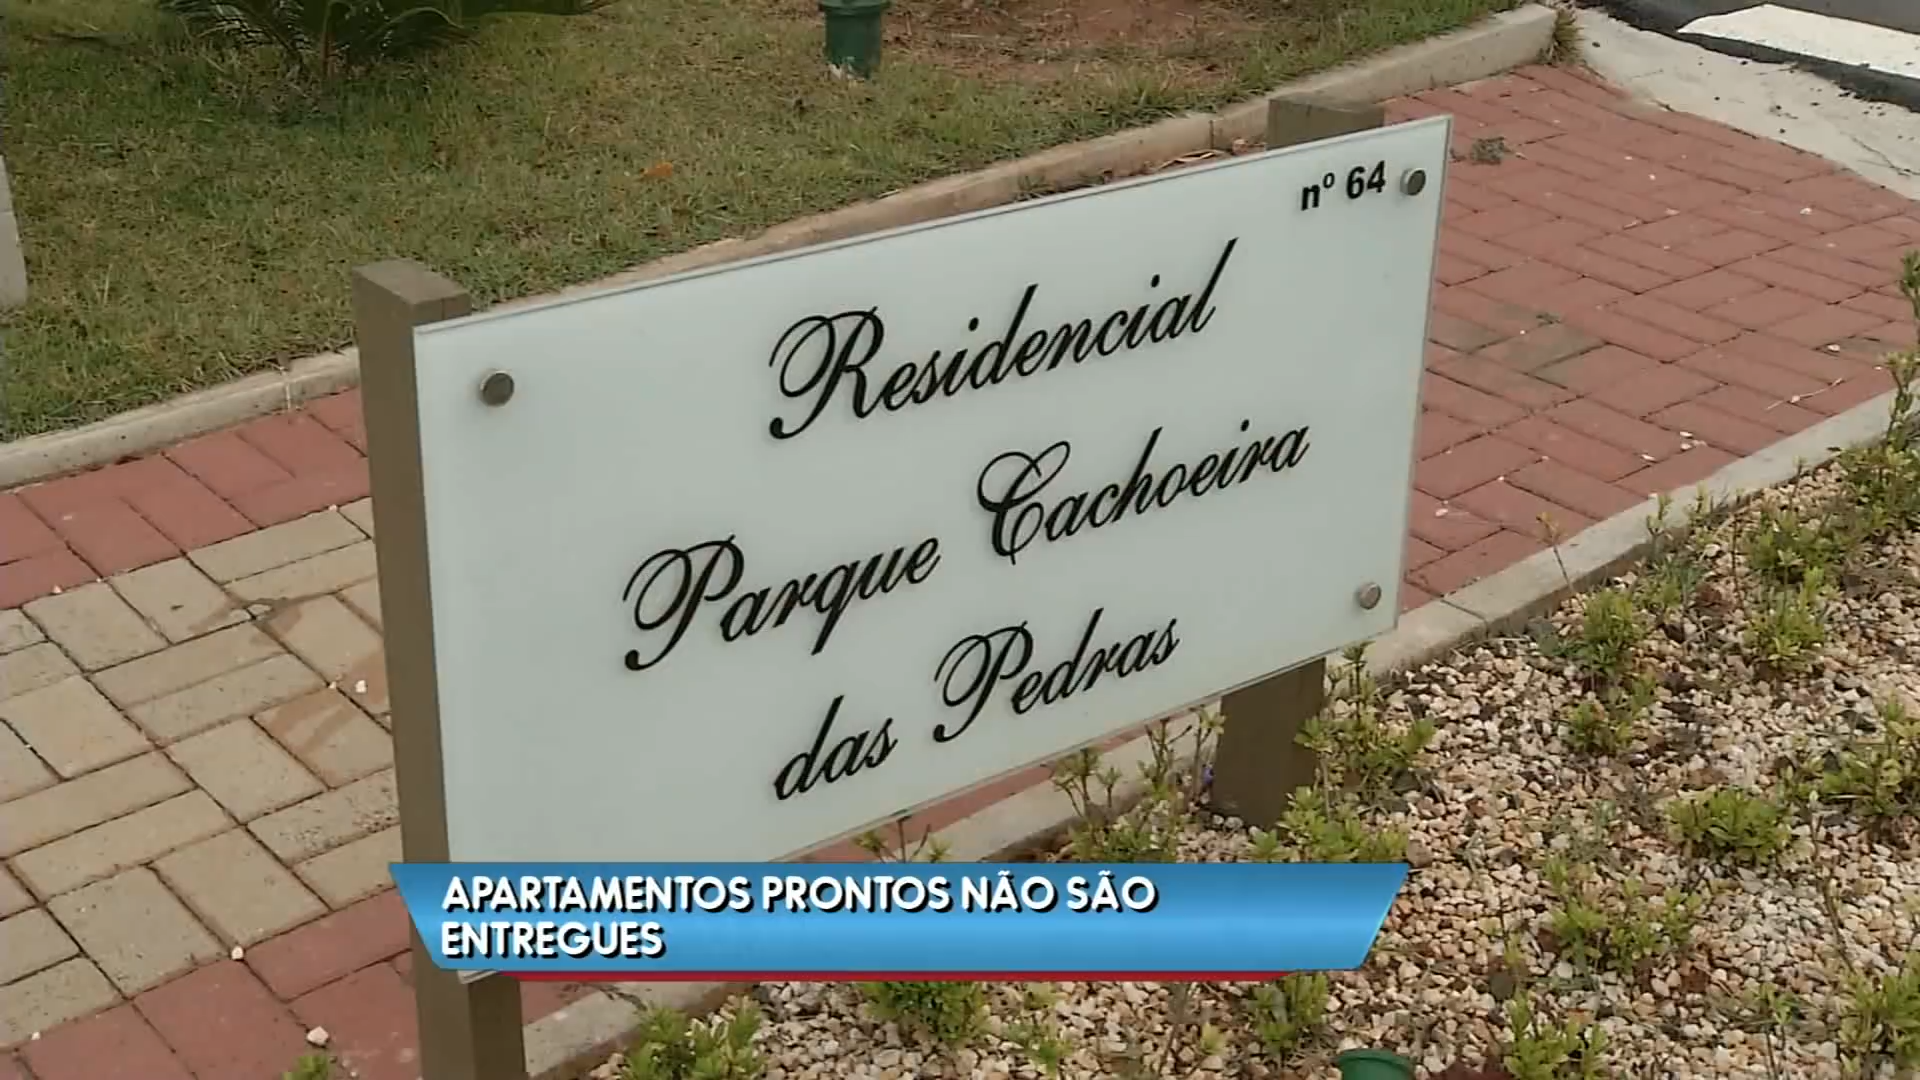 nº 64
Residencial
Parque Cachoeira
das Pedras
APARTAMENTOS PRONTOS NÃO SÃO
ENTREGUES